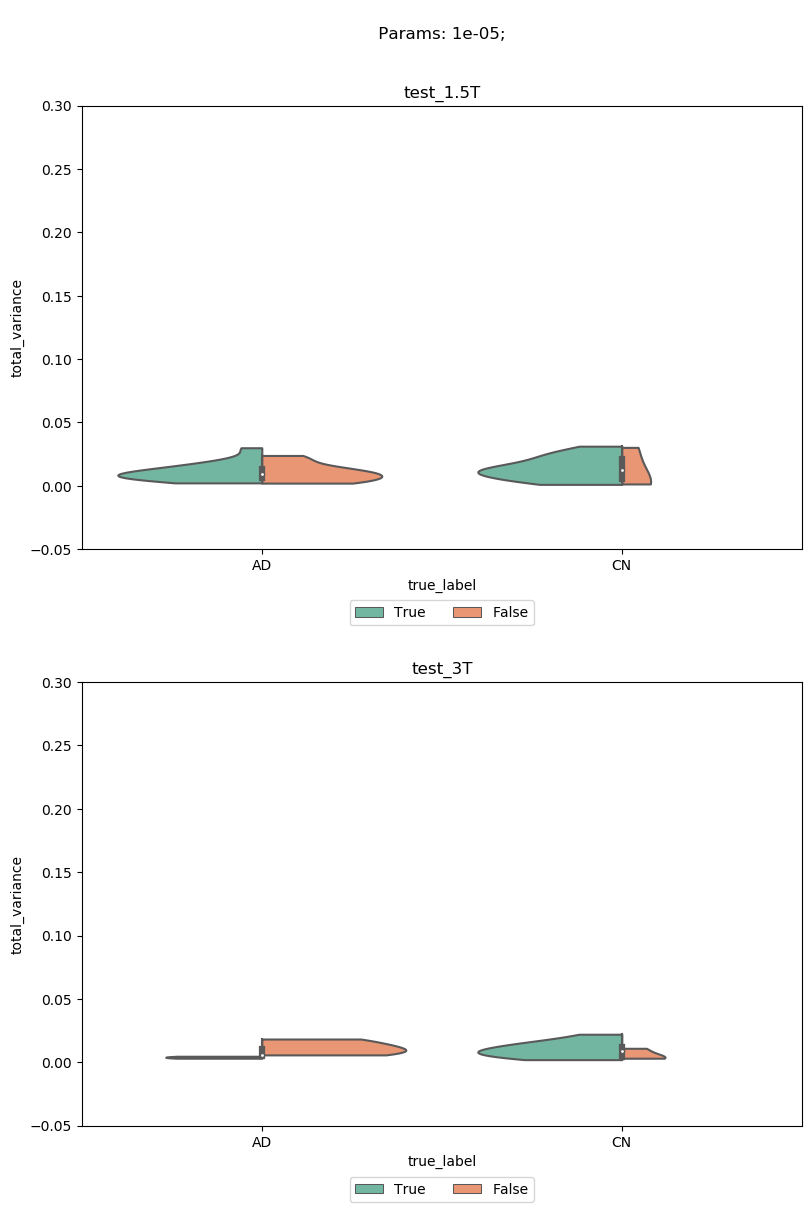 Params: 1e-05;
test_1.5T
0.30
0.25
0.20
0.15
0.10
0.05
0.00
−0.05
total_variance
AD CN
true_label
True False
test_3T
0.30
0.25
0.20
0.15
0.10
0.05
0.00
−0.05
total_variance
AD CN
true_label
True False